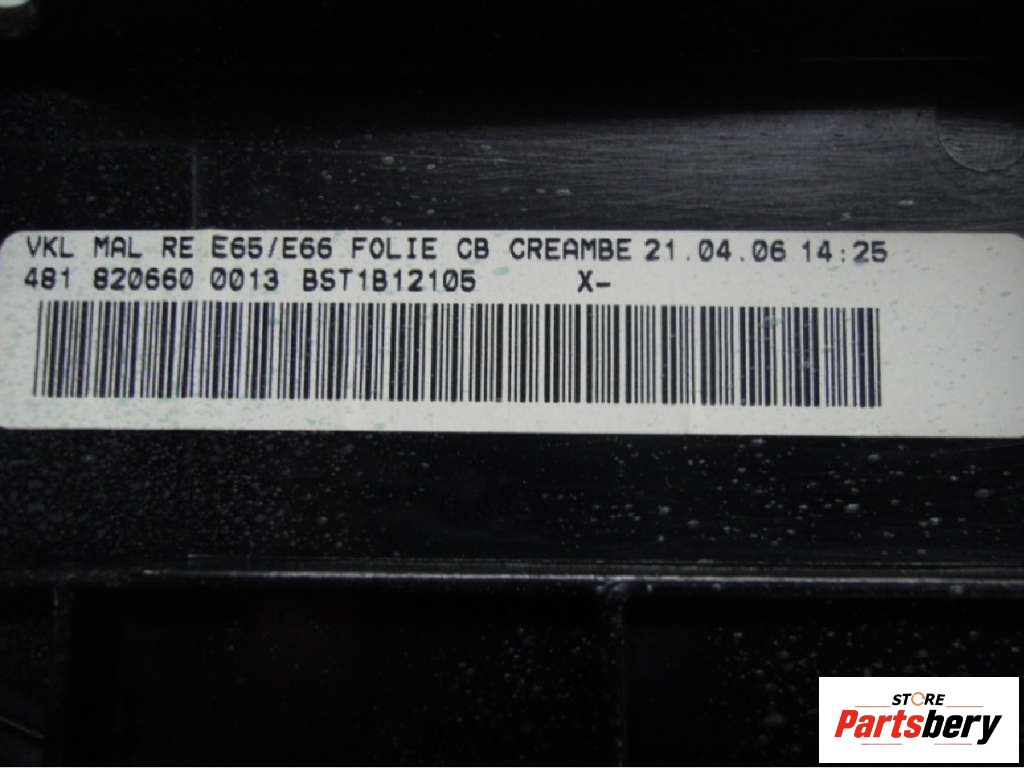 VKL MAL RE E65/E66 FOLIE CB CREAMBE 21.04.06 14:25
481 820660 0013 BST1B12105 X-
STORE
Partsbery